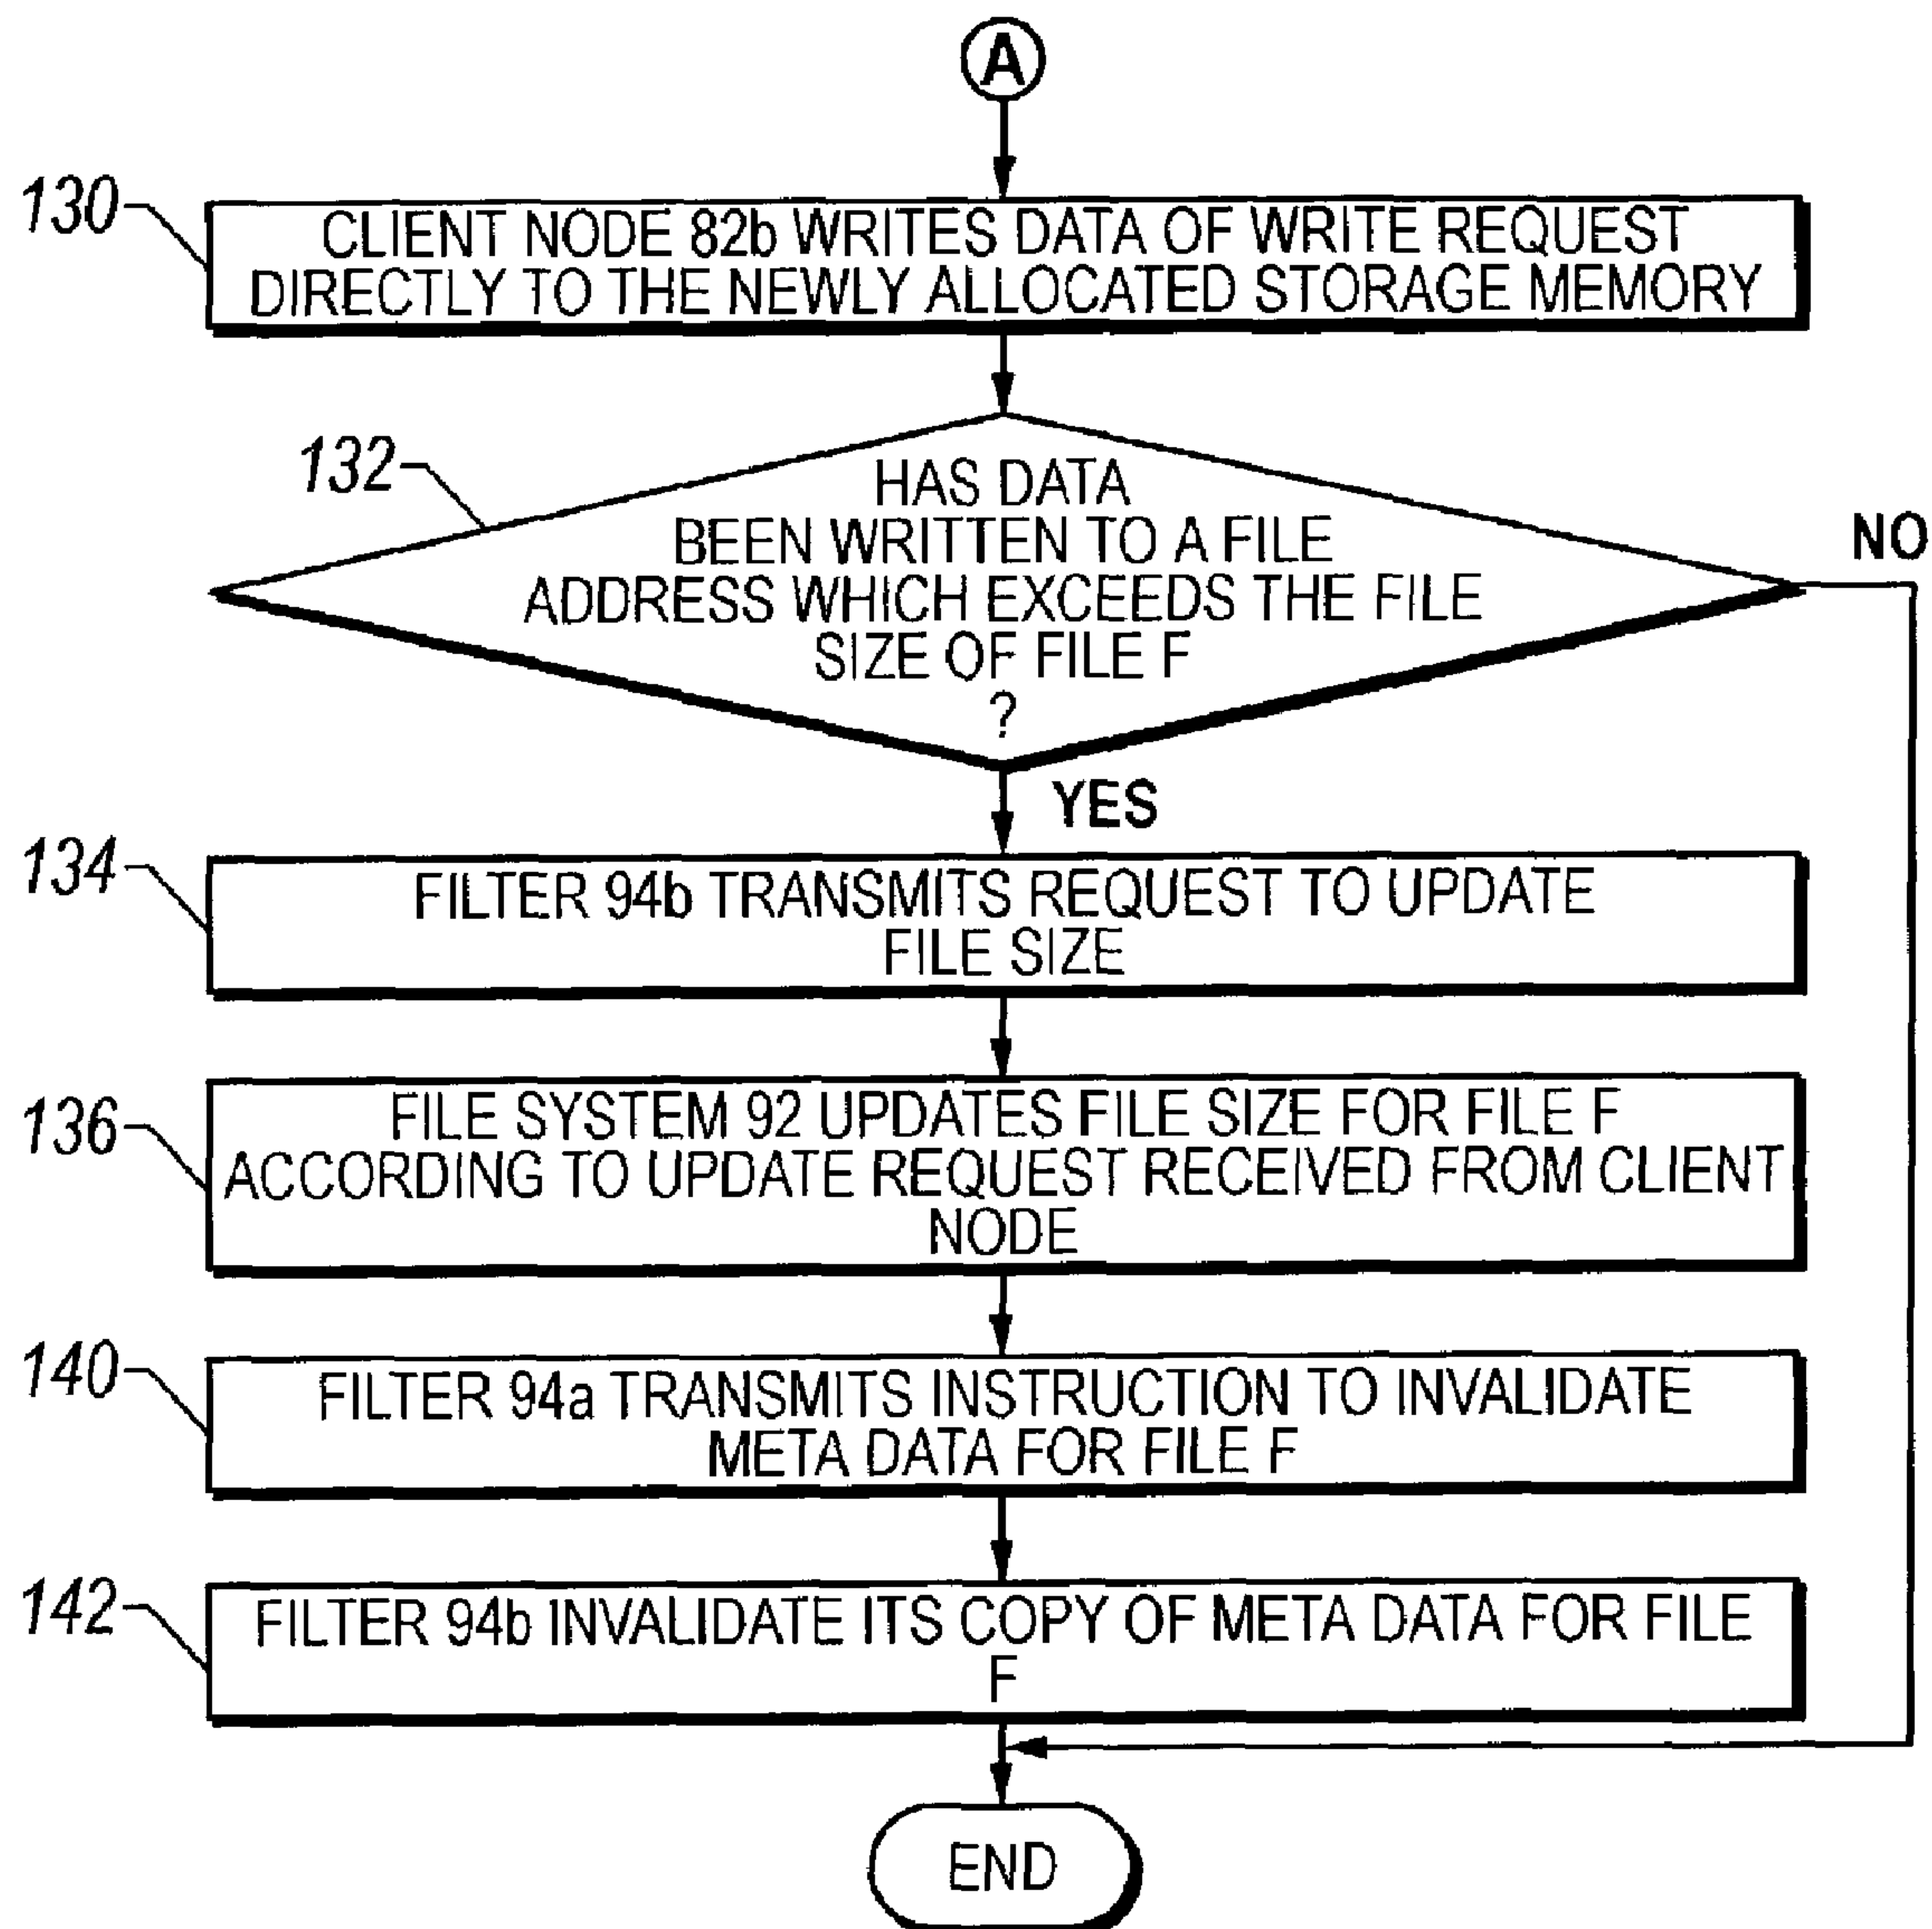 A
130
CLIENT NODE 82b WRITES DATA OF WRITE REQUEST
DIRECTLY TO THE NEWLY ALLOCATED STORAGE MEMORY
132
HAS DATA
BEEN WRITTEN TO A FILE
ADDRESS WHICH EXCEEDS THE FILE
SIZE OF FILE F
?
NO
YES
134
FILTER 94b TRANSMITS REQUEST TO UPDATE
FILE SIZE
136
FILE SYSTEM 92 UPDATES FILE SIZE FOR FILE F
ACCORDING TO UPDATE REQUEST RECEIVED FROM CLIENT
NODE
140
FILTER 94a TRANSMITS INSTRUCTION TO INVALIDATE
META DATA FOR FILE F
142
FILTER 94b INVALIDATE ITS COPY OF META DATA FOR FILE
F
END